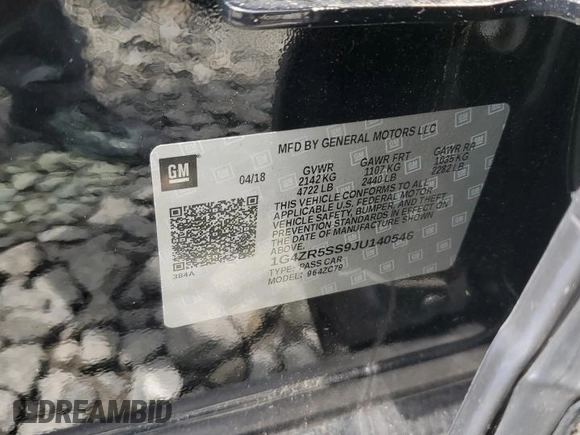 MFD BY GENERAL MOTORS LLC
GM
04/18
GVWR GAWR FRT GAWR RR
2142 KG 1107 KG 1035 KG
4722 LB 2440 LB 2282 LB
THIS VEHICLE CONFORMS TO ALL
APPLICABLE U.S. FEDERAL MOTOR
VEHICLE SAFETY, BUMPER, AND THEFT
PREVENTION STANDARDS IN EFFECT ON
THE DATE OF MANUFACTURE SHOWN
ABOVE.
1G4ZR5SS9JU140546
TYPE: PASS CAR
MODEL: 964ZC79
384A
DREAMBID